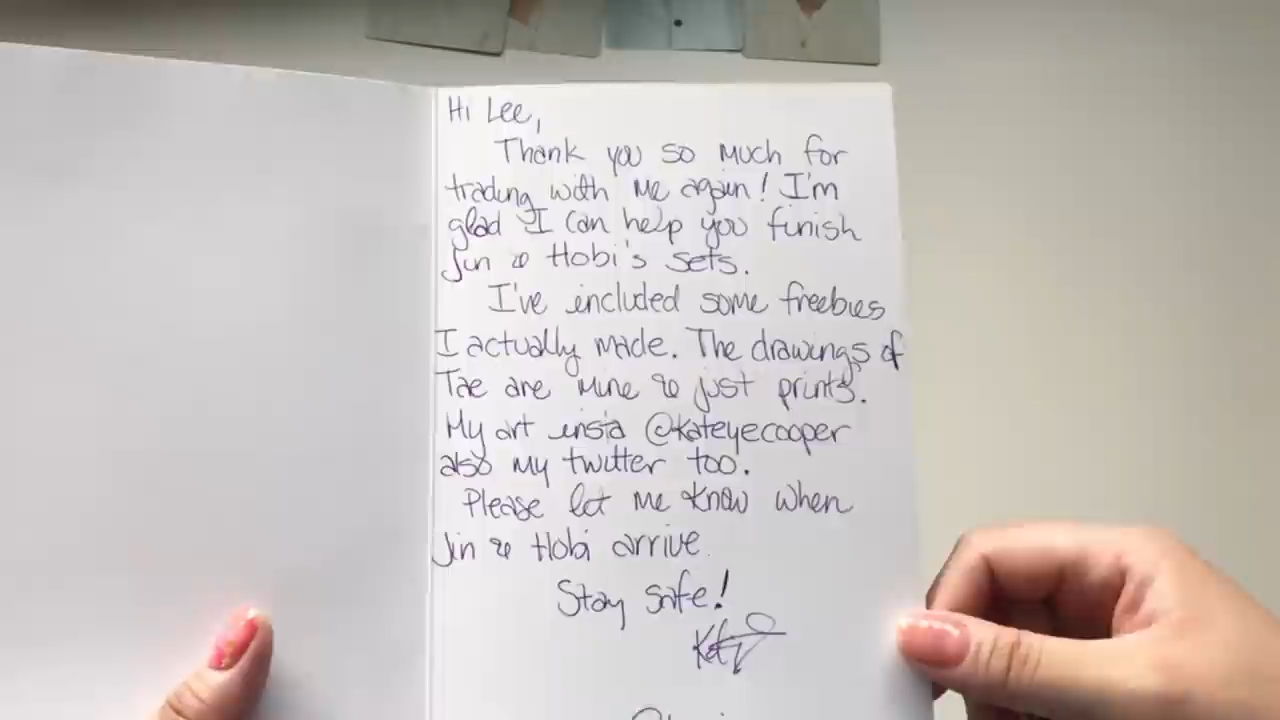 Hi Lee,
Thank you so much for
trading with me again! I'm
glad I can help you finish
Jin & Hobi's sets.
I've included some freebies
I actually made. The drawings of
Tae are mine & just prints.
My art insta @kateyecooper
also my twitter too.
Please let me know when
Jin & Hobi arrive.
Stay safe!